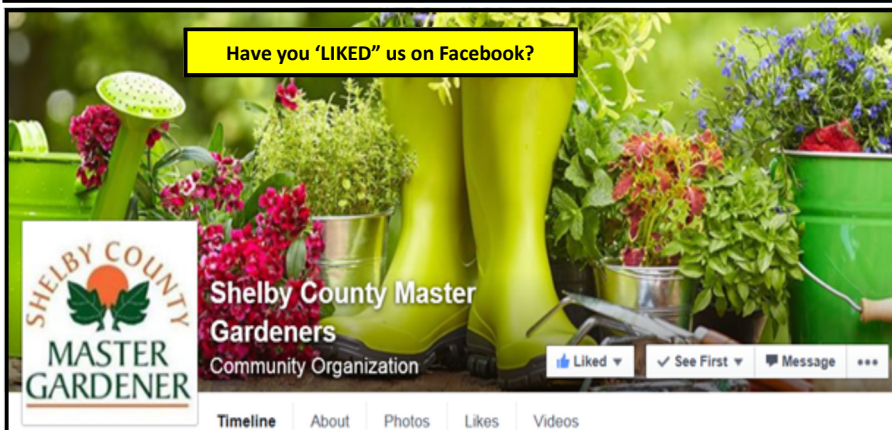 Have you ‘LIKED” us on Facebook?
SHELBY COUNTY
MASTER
GARDENER
Shelby County Master
Gardeners
Community Organization
Liked
See First
Message
Timeline About Photos Likes Videos